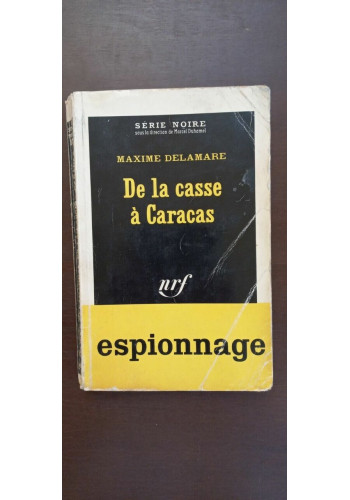 SÉRIE NOIRE
sous la direction de Marcel Duhamel
MAXIME DELAMARE
De la casse
à Caracas
nrf
espionnage